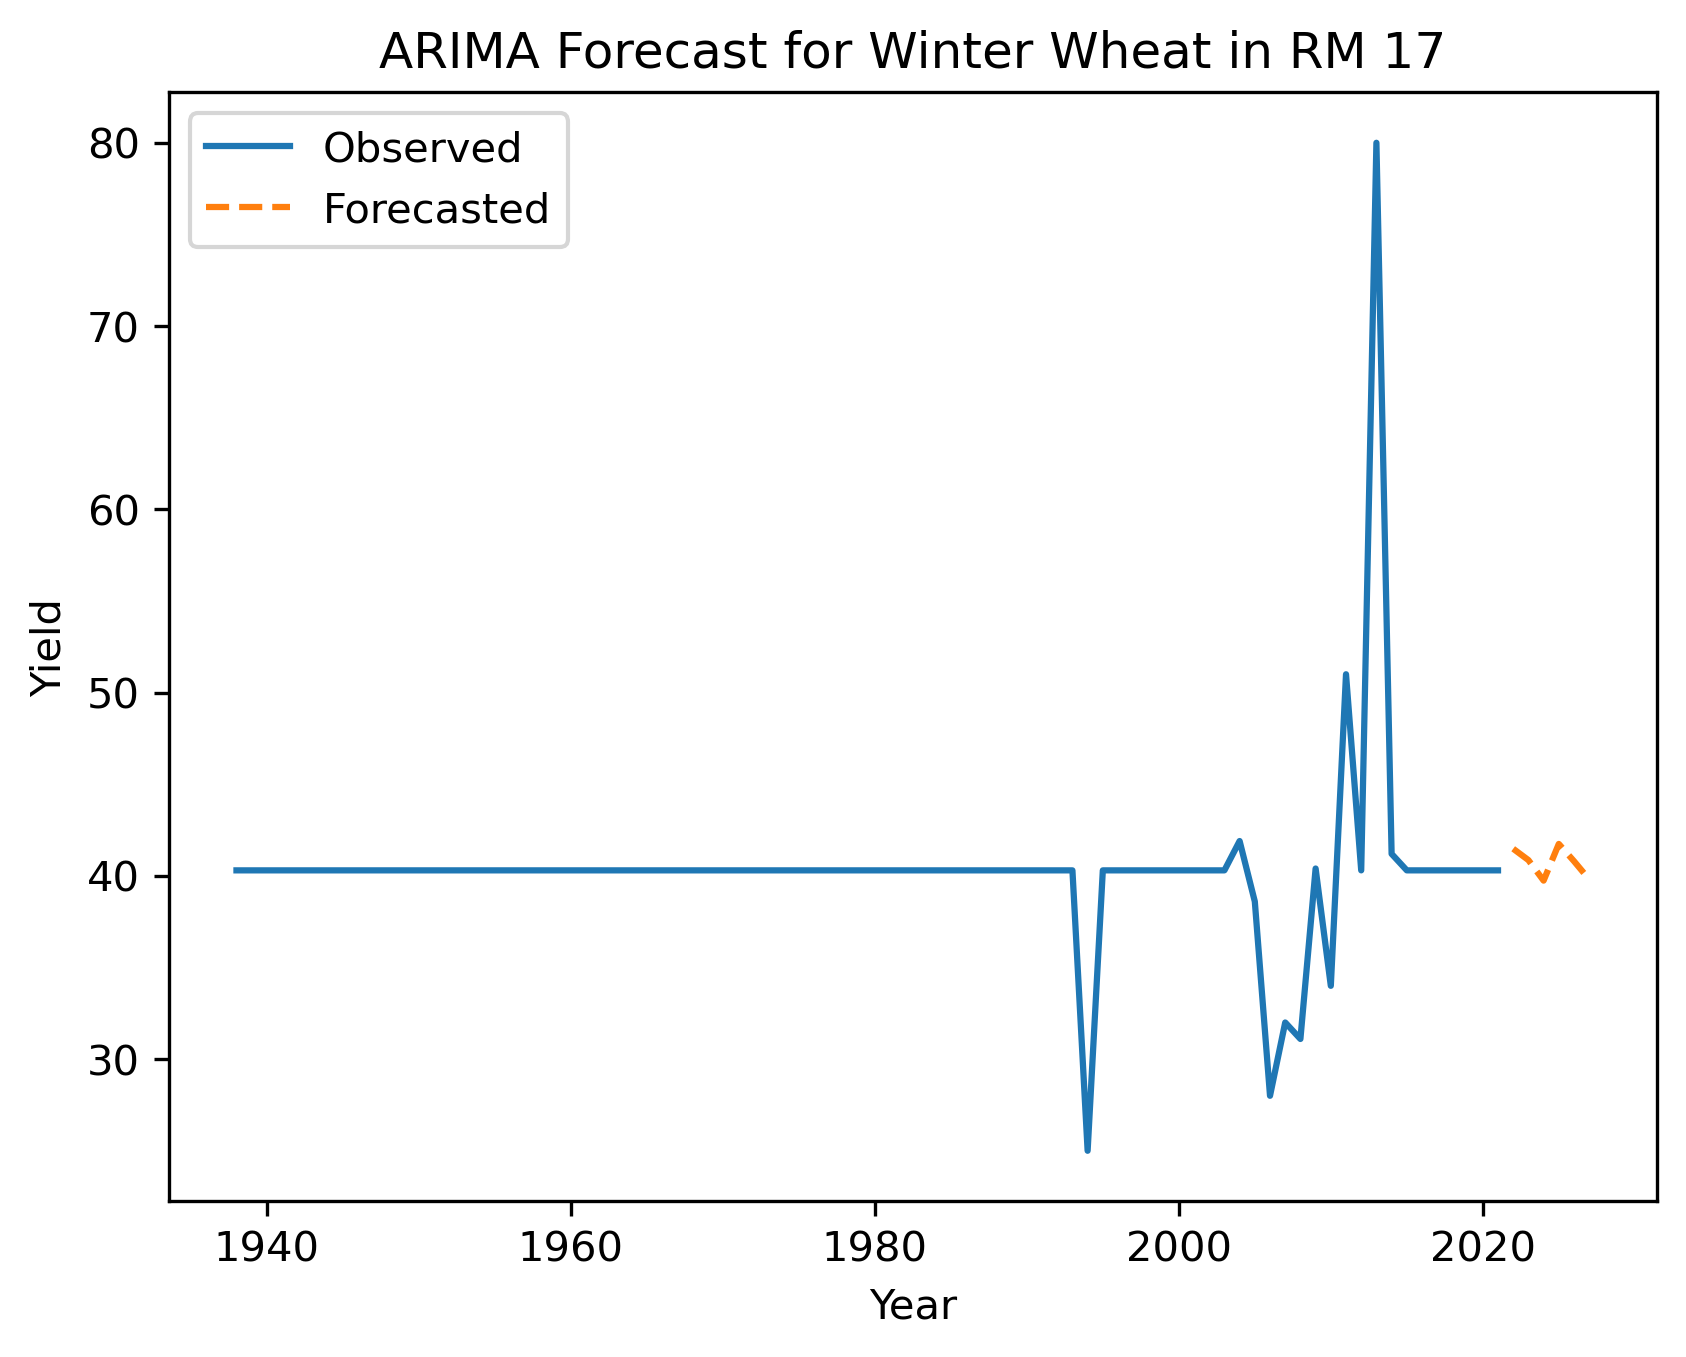 ARIMA Forecast for Winter Wheat in RM 17
Observed
Forecasted
80
70
60
50
40
30
Yield
1940 1960 1980 2000 2020
Year